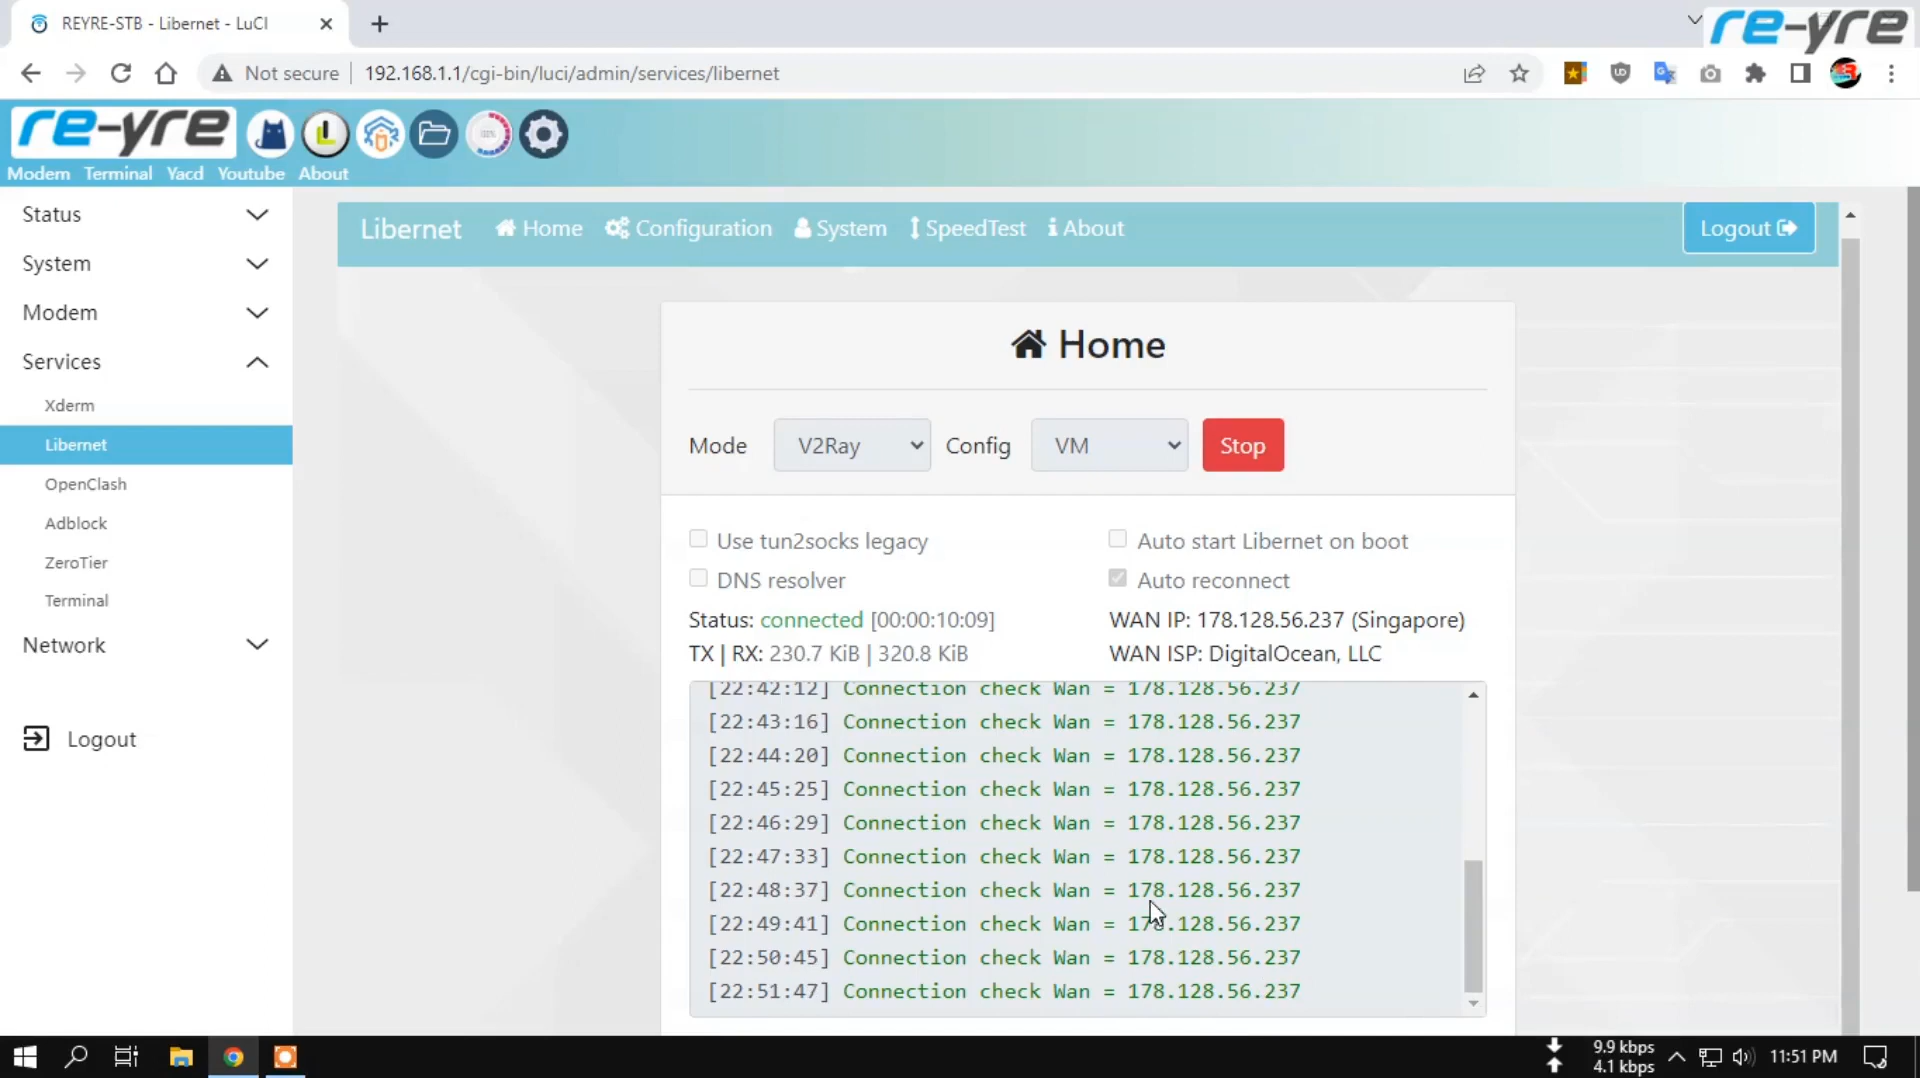 REYRE-STB - Libernet - LuCI
re-yre
Not secure
192.168.1.1/cgi-bin/luci/admin/services/libernet
re-yre
Modem Terminal Yacd Youtube About
Status
System
Modem
Services
Xderm
Libernet
OpenClash
Adblock
ZeroTier
Terminal
Network
Logout
Libernet Home Configuration System SpeedTest About Logout
Home
Mode V2Ray Config VM Stop
Use tun2socks legacy Auto start Libernet on boot
DNS resolver Auto reconnect
Status: connected [00:00:10:09] WAN IP: 178.128.56.237 (Singapore)
TX | RX: 230.7 KiB | 320.8 KiB WAN ISP: DigitalOcean, LLC
[22:42:12] Connection check Wan = 178.128.56.237
[22:43:16] Connection check Wan = 178.128.56.237
[22:44:20] Connection check Wan = 178.128.56.237
[22:45:25] Connection check Wan = 178.128.56.237
[22:46:29] Connection check Wan = 178.128.56.237
[22:47:33] Connection check Wan = 178.128.56.237
[22:48:37] Connection check Wan = 178.128.56.237
[22:49:41] Connection check Wan = 178.128.56.237
[22:50:45] Connection check Wan = 178.128.56.237
[22:51:47] Connection check Wan = 178.128.56.237
9.9 kbps
4.1 kbps
11:51 PM